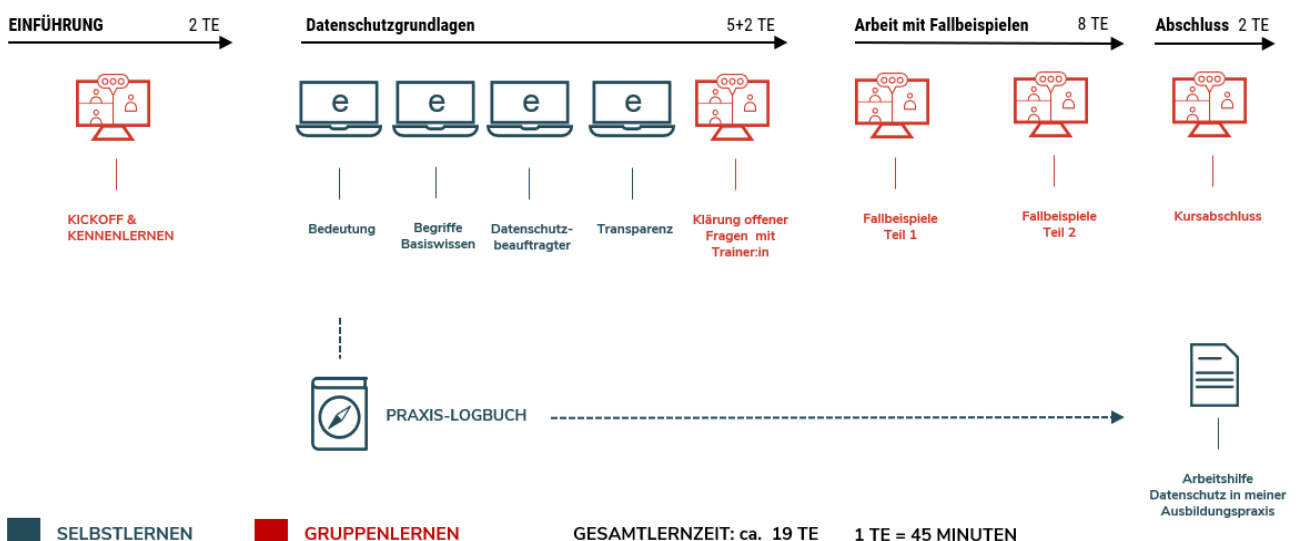 EINFÜHRUNG 2 TE
Datenschutzgrundlagen 5+2 TE
Arbeit mit Fallbeispielen 8 TE
Abschluss 2 TE
e e e e
KICKOFF &
KENNENLERNEN
Bedeutung
Begriffe
Basiswissen
Datenschutz-
beauftragter
Transparenz
Klärung offener
Fragen mit
Trainer:in
Fallbeispiele
Teil 1
Fallbeispiele
Teil 2
Kursabschluss
PRAXIS-LOGBUCH
Arbeitshilfe
Datenschutz in meiner
Ausbildungspraxis
SELBSTLERNEN
GRUPPENLERNEN
GESAMTLERNZEIT: ca. 19 TE
1 TE = 45 MINUTEN